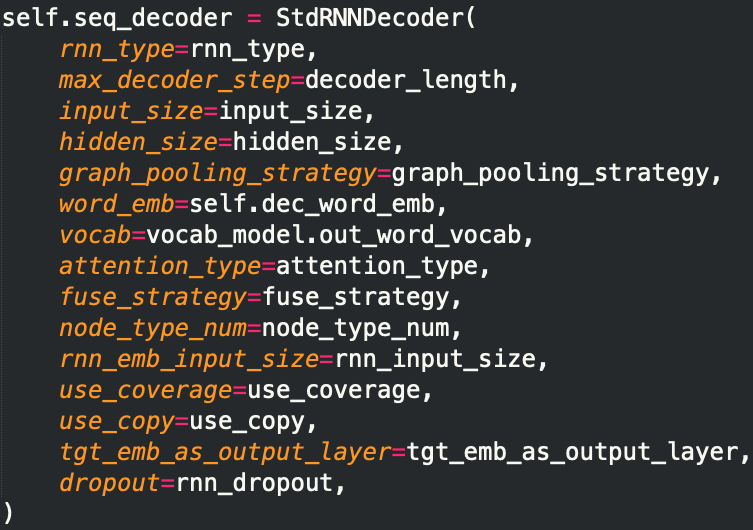 self.seq_decoder = StdRNNDecoder(
    rnn_type=rnn_type,
    max_decoder_step=decoder_length,
    input_size=input_size,
    hidden_size=hidden_size,
    graph_pooling_strategy=graph_pooling_strategy,
    word_emb=self.dec_word_emb,
    vocab=vocab_model.out_word_vocab,
    attention_type=attention_type,
    fuse_strategy=fuse_strategy,
    node_type_num=node_type_num,
    rnn_emb_input_size=rnn_input_size,
    use_coverage=use_coverage,
    use_copy=use_copy,
    tgt_emb_as_output_layer=tgt_emb_as_output_layer,
    dropout=rnn_dropout,
)